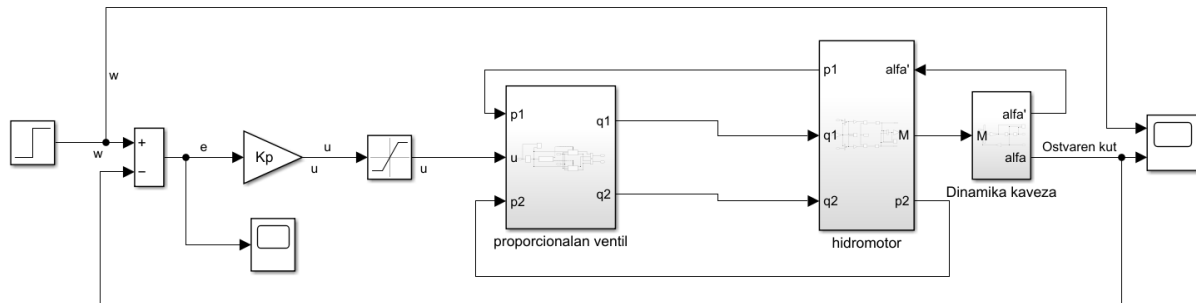 w
w
+
−
e
Kp
u
u
u
p1
u
p2
q1
q2
proporcionalan ventil
p1
alfa'
q1
M
q2
p2
hidromotor
alfa'
M
alfa
Dinamika kaveza
Ostvaren kut